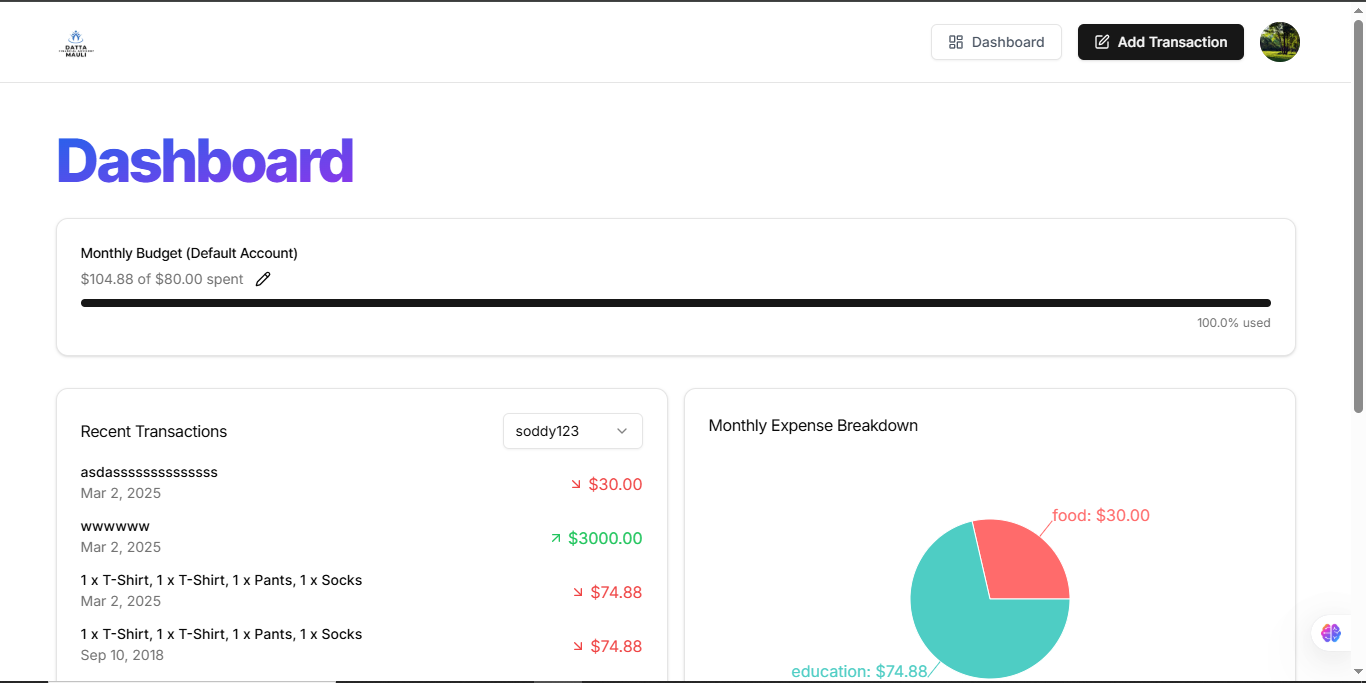 DATTA
MAULI
Dashboard
Add Transaction
Dashboard
Monthly Budget (Default Account)
$104.88 of $80.00 spent
100.0% used
Recent Transactions
soddy123
asdasssssssssssssss
Mar 2, 2025
$30.00
wwwwww
Mar 2, 2025
$3000.00
1 x T-Shirt, 1 x T-Shirt, 1 x Pants, 1 x Socks
Mar 2, 2025
$74.88
1 x T-Shirt, 1 x T-Shirt, 1 x Pants, 1 x Socks
Sep 10, 2018
$74.88
Monthly Expense Breakdown
food: $30.00
education: $74.88